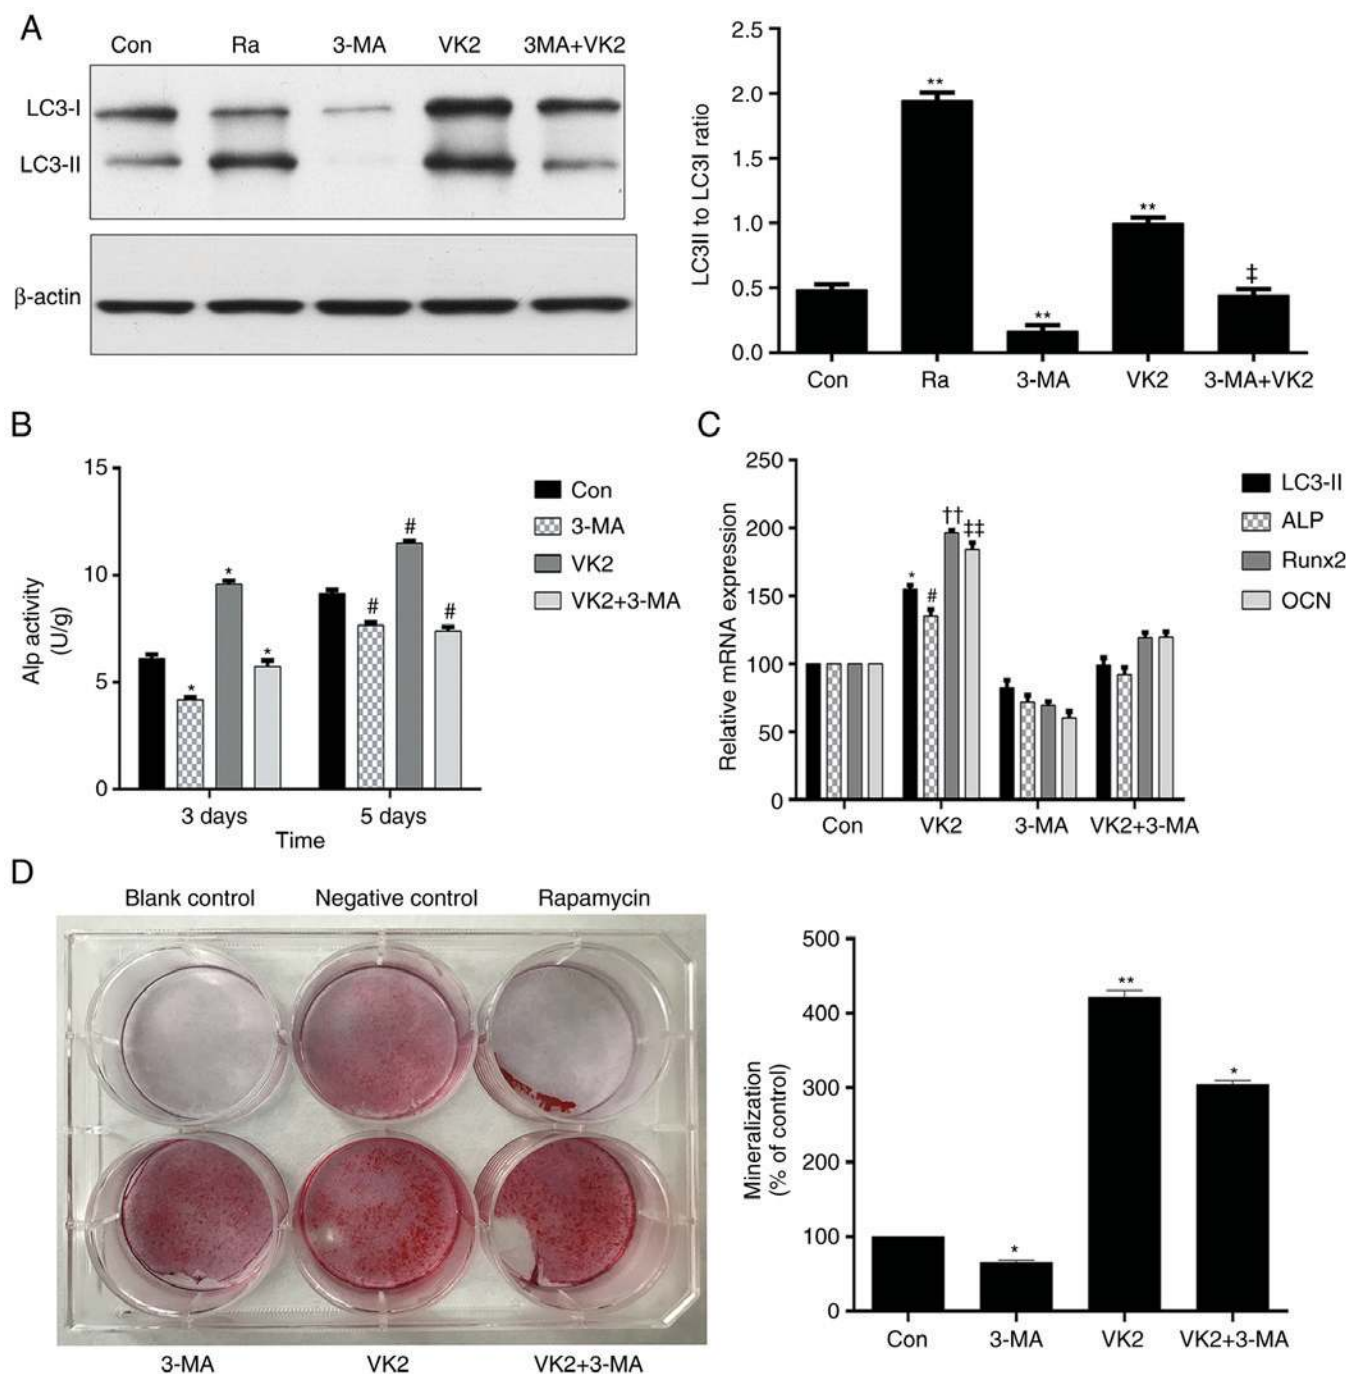 A
Con Ra 3-MA VK2 3MA+VK2
LC3-I
LC3-II
β-actin
LC3II to LC3I ratio
2.5
2.0
1.5
1.0
0.5
0.0
**
**
**
‡
Con Ra 3-MA VK2 3-MA+VK2
B
Alp activity
(U/g)
15
10
5
0
*
*
*
#
#
#
3 days 5 days
Time
Con
3-MA
VK2
VK2+3-MA
C
Relative mRNA expression
250
200
150
100
50
0
*
#
††
‡‡
Con VK2 3-MA VK2+3-MA
LC3-II
ALP
Runx2
OCN
D
Blank control Negative control Rapamycin
3-MA VK2 VK2+3-MA
Mineralization
(% of control)
500
400
300
200
100
0
*
**
*
Con 3-MA VK2 VK2+3-MA